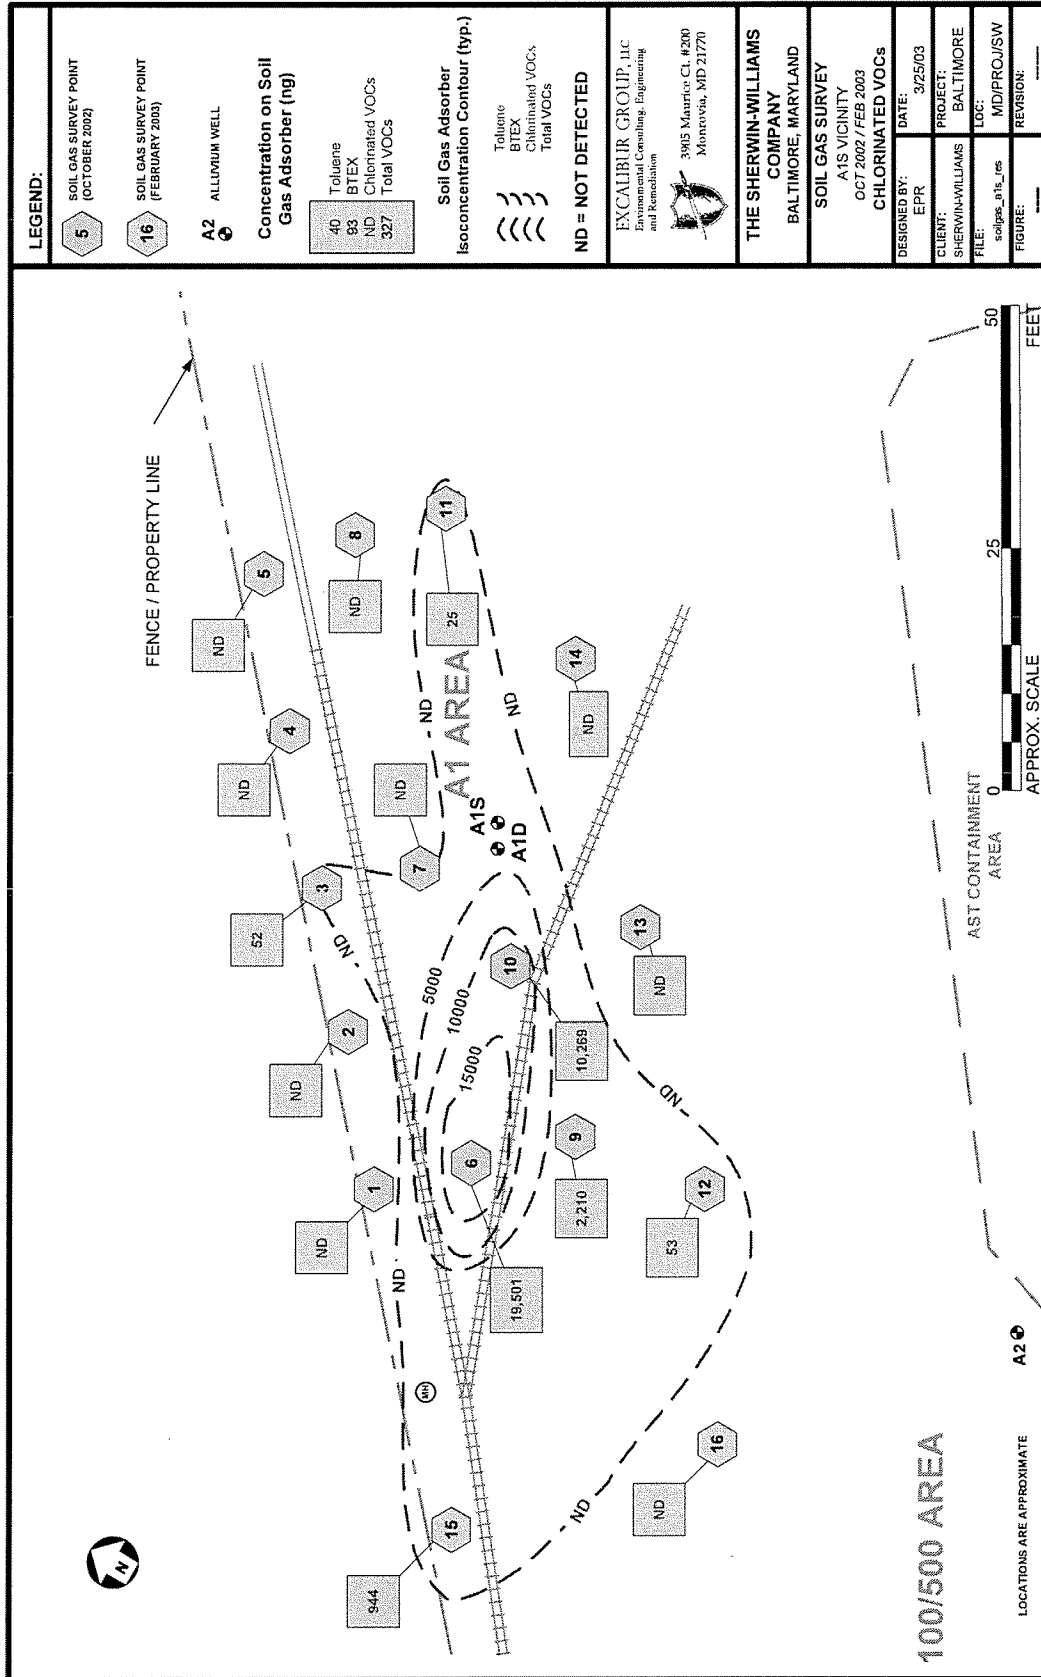 LEGEND:
5
SOIL GAS SURVEY POINT
(OCTOBER 2002)
16
SOIL GAS SURVEY POINT
(FEBRUARY 2003)
A2
ALLUVIUM WELL
Concentration on Soil
Gas Adsorber (ng)
40 Toluene
93 BTEX
ND Chlorinated VOCs
327 Total VOCs
Soil Gas Adsorber
Isoconcentration Contour (typ.)
Toluene
BTEX
Chlorinated VOCs
Total VOCs
ND = NOT DETECTED
EXCALIBUR GROUP, LLC
Environmental Consulting, Engineering
and Remediation
3905 Maurice Ct. #200
Monrovia, MD 21770
THE SHERWIN-WILLIAMS
COMPANY
BALTIMORE, MARYLAND
SOIL GAS SURVEY
A1S VICINITY
OCT 2002 / FEB 2003
CHLORINATED VOCs
DESIGNED BY:
EPR
DATE:
3/25/03
CLIENT:
SHERWIN-WILLIAMS
PROJECT:
BALTIMORE
FILE:
soilgas_a1s_res
LOC:
MD/PROJ/SW
FIGURE:
---
REVISION:
---
FENCE / PROPERTY LINE
ND
5
ND
8
ND
4
25
11
52
3
ND
7
ND
14
ND
2
ND
1
10,269
10
ND
13
19,501
6
2,210
9
53
12
944
15
ND
16
ND
ND
ND
ND
ND
ND
5000
10000
15000
A1 AREA
A1S
A1D
MH
N
AST CONTAINMENT
AREA
100/500 AREA
A2
LOCATIONS ARE APPROXIMATE
0
25
50
APPROX. SCALE
FEET